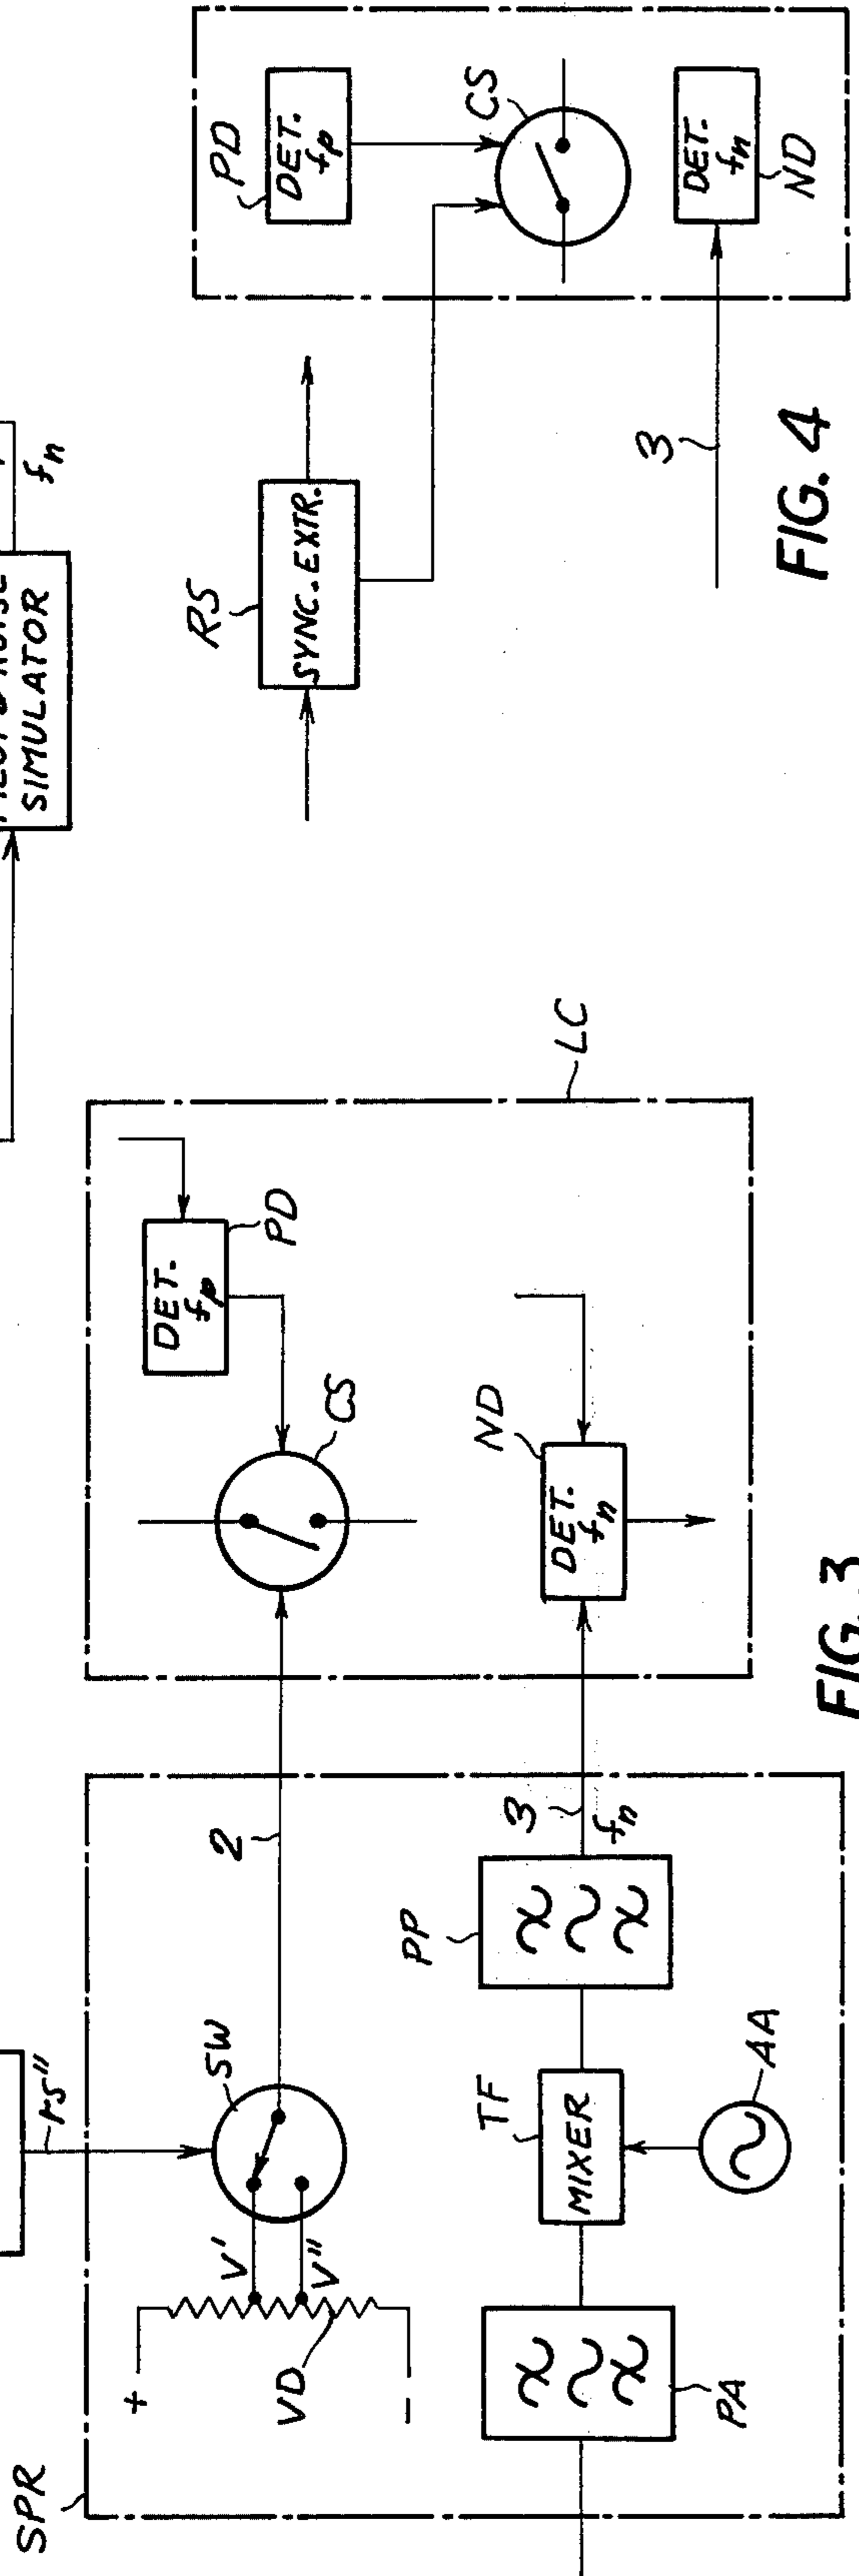 fn
SIMULATOR
RS
SYNC. EXTR.
PD
DET.
fp
CS
DET.
fn
ND
3
FIG. 4
LC
DET.
fp
PD
CS
ND
DET.
fn
FIG. 3
SPR
rs"
SW
2
V'
V"
VD
+
−
PA
TF
MIXER
AA
PP
3
fn